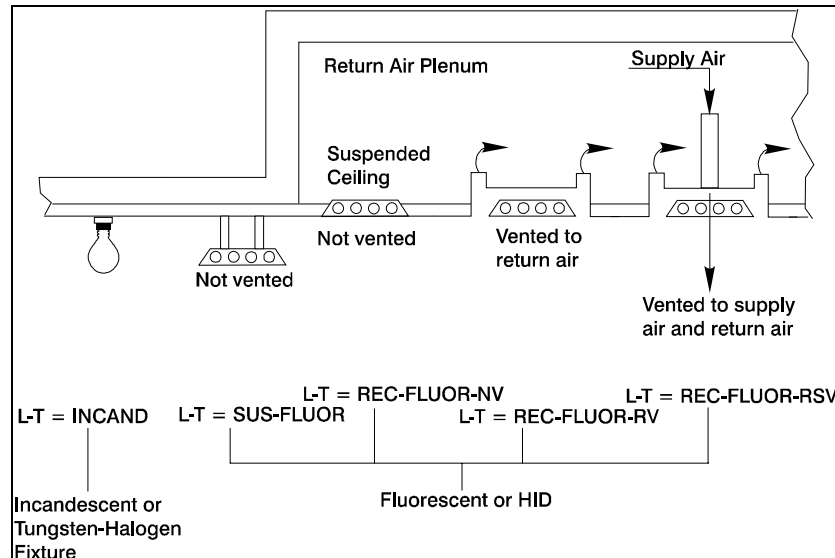 Return Air Plenum
Supply Air
Suspended
Ceiling
Not vented
Not vented
Vented to
return air
Vented to supply
air and return air
L-T = INCAND
L-T = SUS-FLUOR
L-T = REC-FLUOR-NV
L-T = REC-FLUOR-RV
L-T = REC-FLUOR-RSV
Incandescent or
Tungsten-Halogen
Fixture
Fluorescent or HID